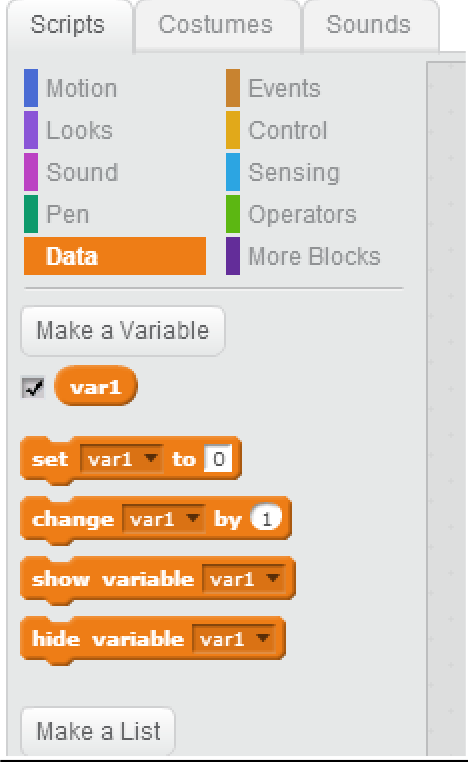 Scripts Costumes Sounds
Motion Events
Looks Control
Sound Sensing
Pen Operators
Data More Blocks
Make a Variable
var1
set var1 to 0
change var1 by 1
show variable var1
hide variable var1
Make a List